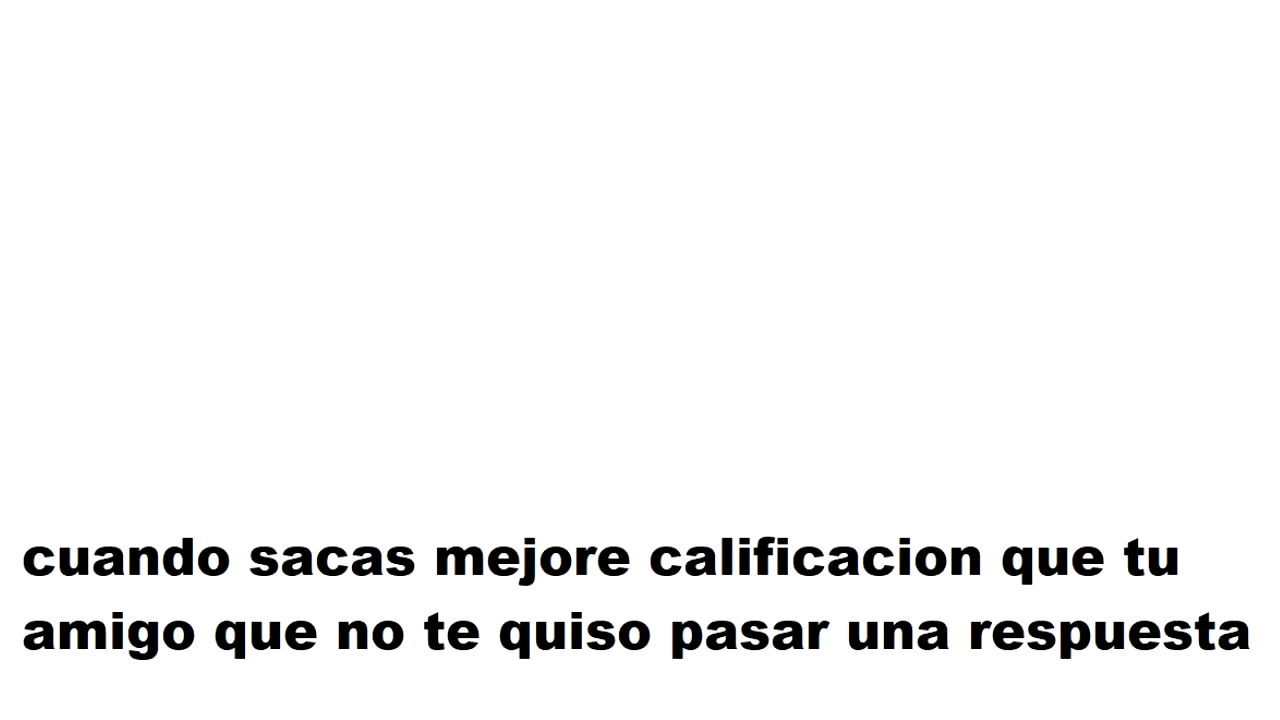 cuando sacas mejore calificacion que tu
amigo que no te quiso pasar una respuesta